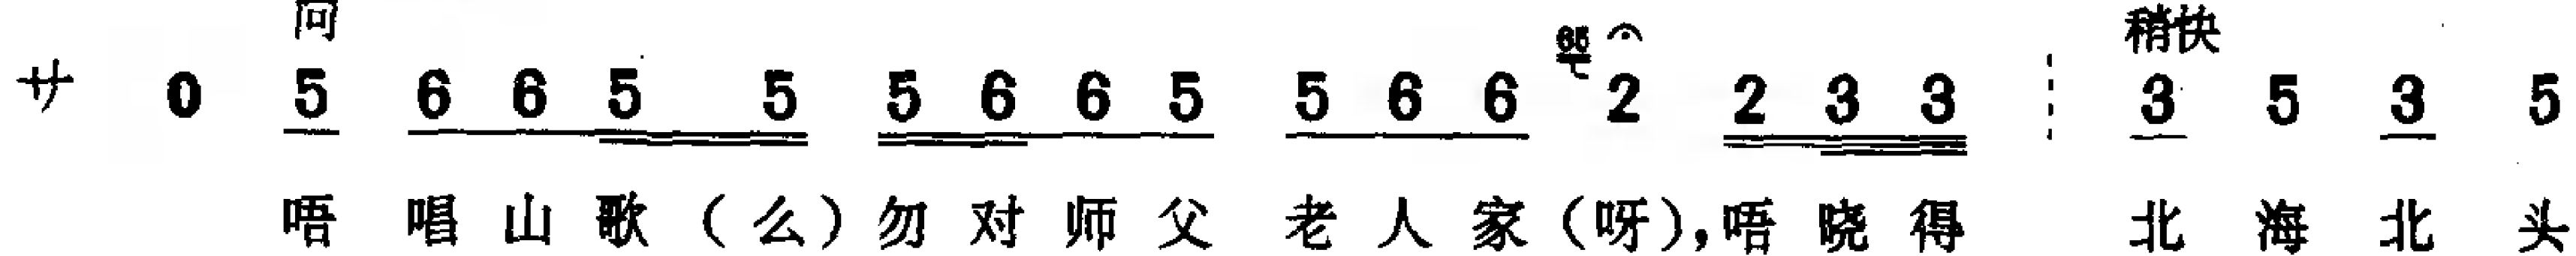 问 稍快
サ 0 5 6 6 5 5 5 6 6 5 5 6 6 65 2 2 3 3 3 5 3 5
唔 唱 山 歌 (么) 勿 对 师 父 老 人 家 (呀), 唔 晓 得 北 海 北 头